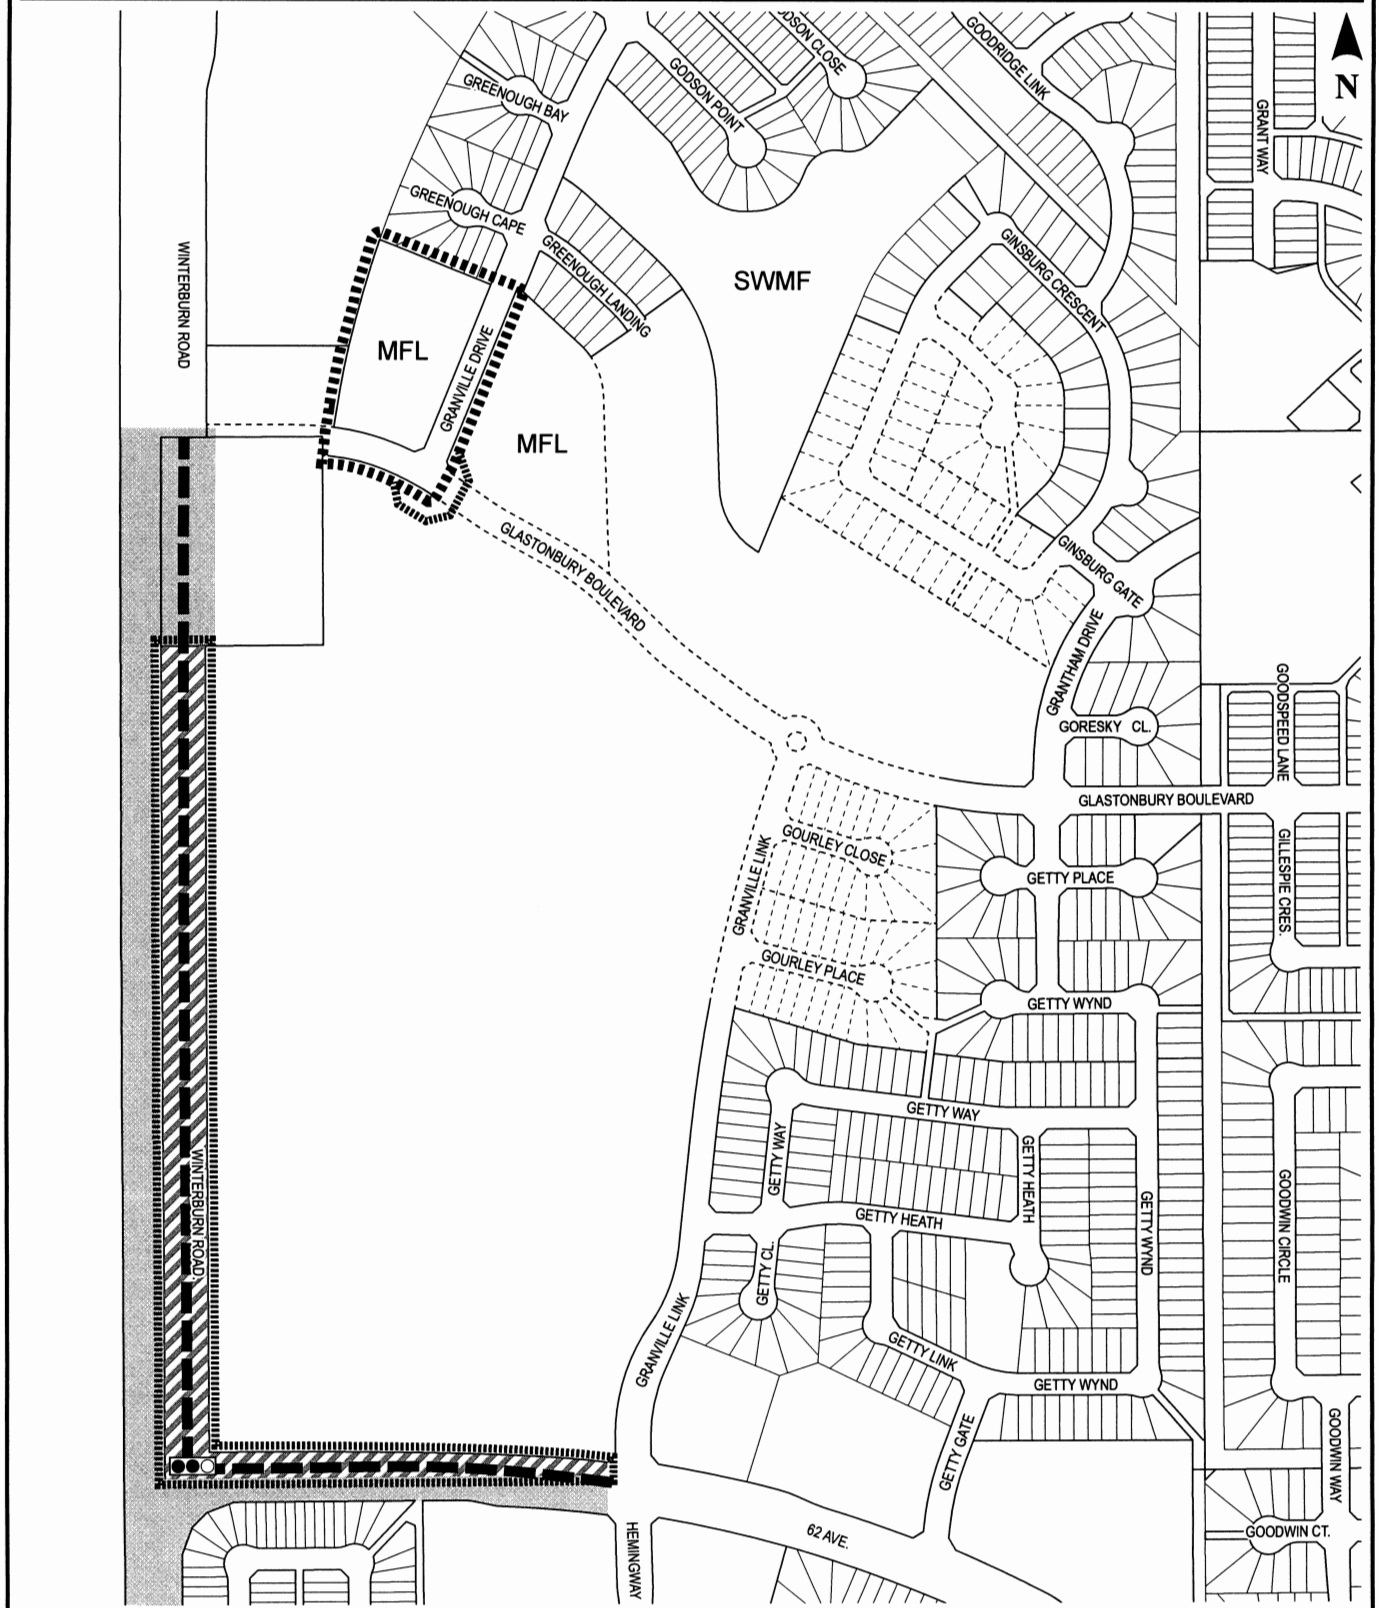 GODSON CLOSE
GOODRIDGE LINK
N
GODSON POINT
GREENOUGH BAY
GRANT WAY
GREENOUGH CAPE
GREENOUGH LANDING
GINSBURG CRESCENT
WINTERBURN ROAD
SWMF
MFL
GRANVILLE DRIVE
MFL
GLASTONBURY BOULEVARD
GINSBURG GATE
GRANTHAM DRIVE
GOODSPEED LANE
GORESKY CL.
GLASTONBURY BOULEVARD
GOURLEY CLOSE
GRANVILLE LINK
GILLESPIE CRES.
GETTY PLACE
GOURLEY PLACE
GETTY WYND
GETTY WAY
GETTY WAY
GETTY HEATH
WINTERBURN ROAD
GETTY HEATH
GETTY WYND
GOODWIN CIRCLE
GETTY CL.
GRANVILLE LINK
GETTY LINK
GETTY WYND
GETTY GATE
GOODWIN WAY
62 AVE.
GOODWIN CT.
HEMINGWAY